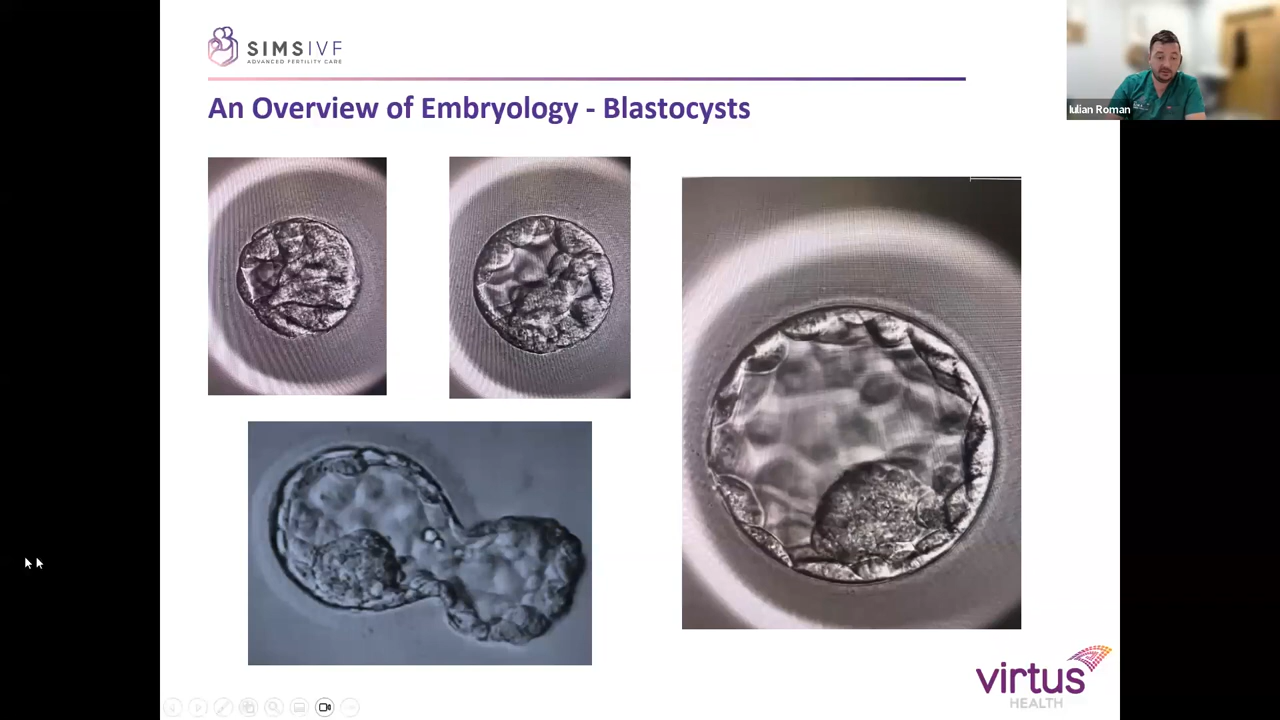 SIMSIVF
ADVANCED FERTILITY CARE
Iulian Roman
An Overview of Embryology - Blastocysts
virtus
HEALTH